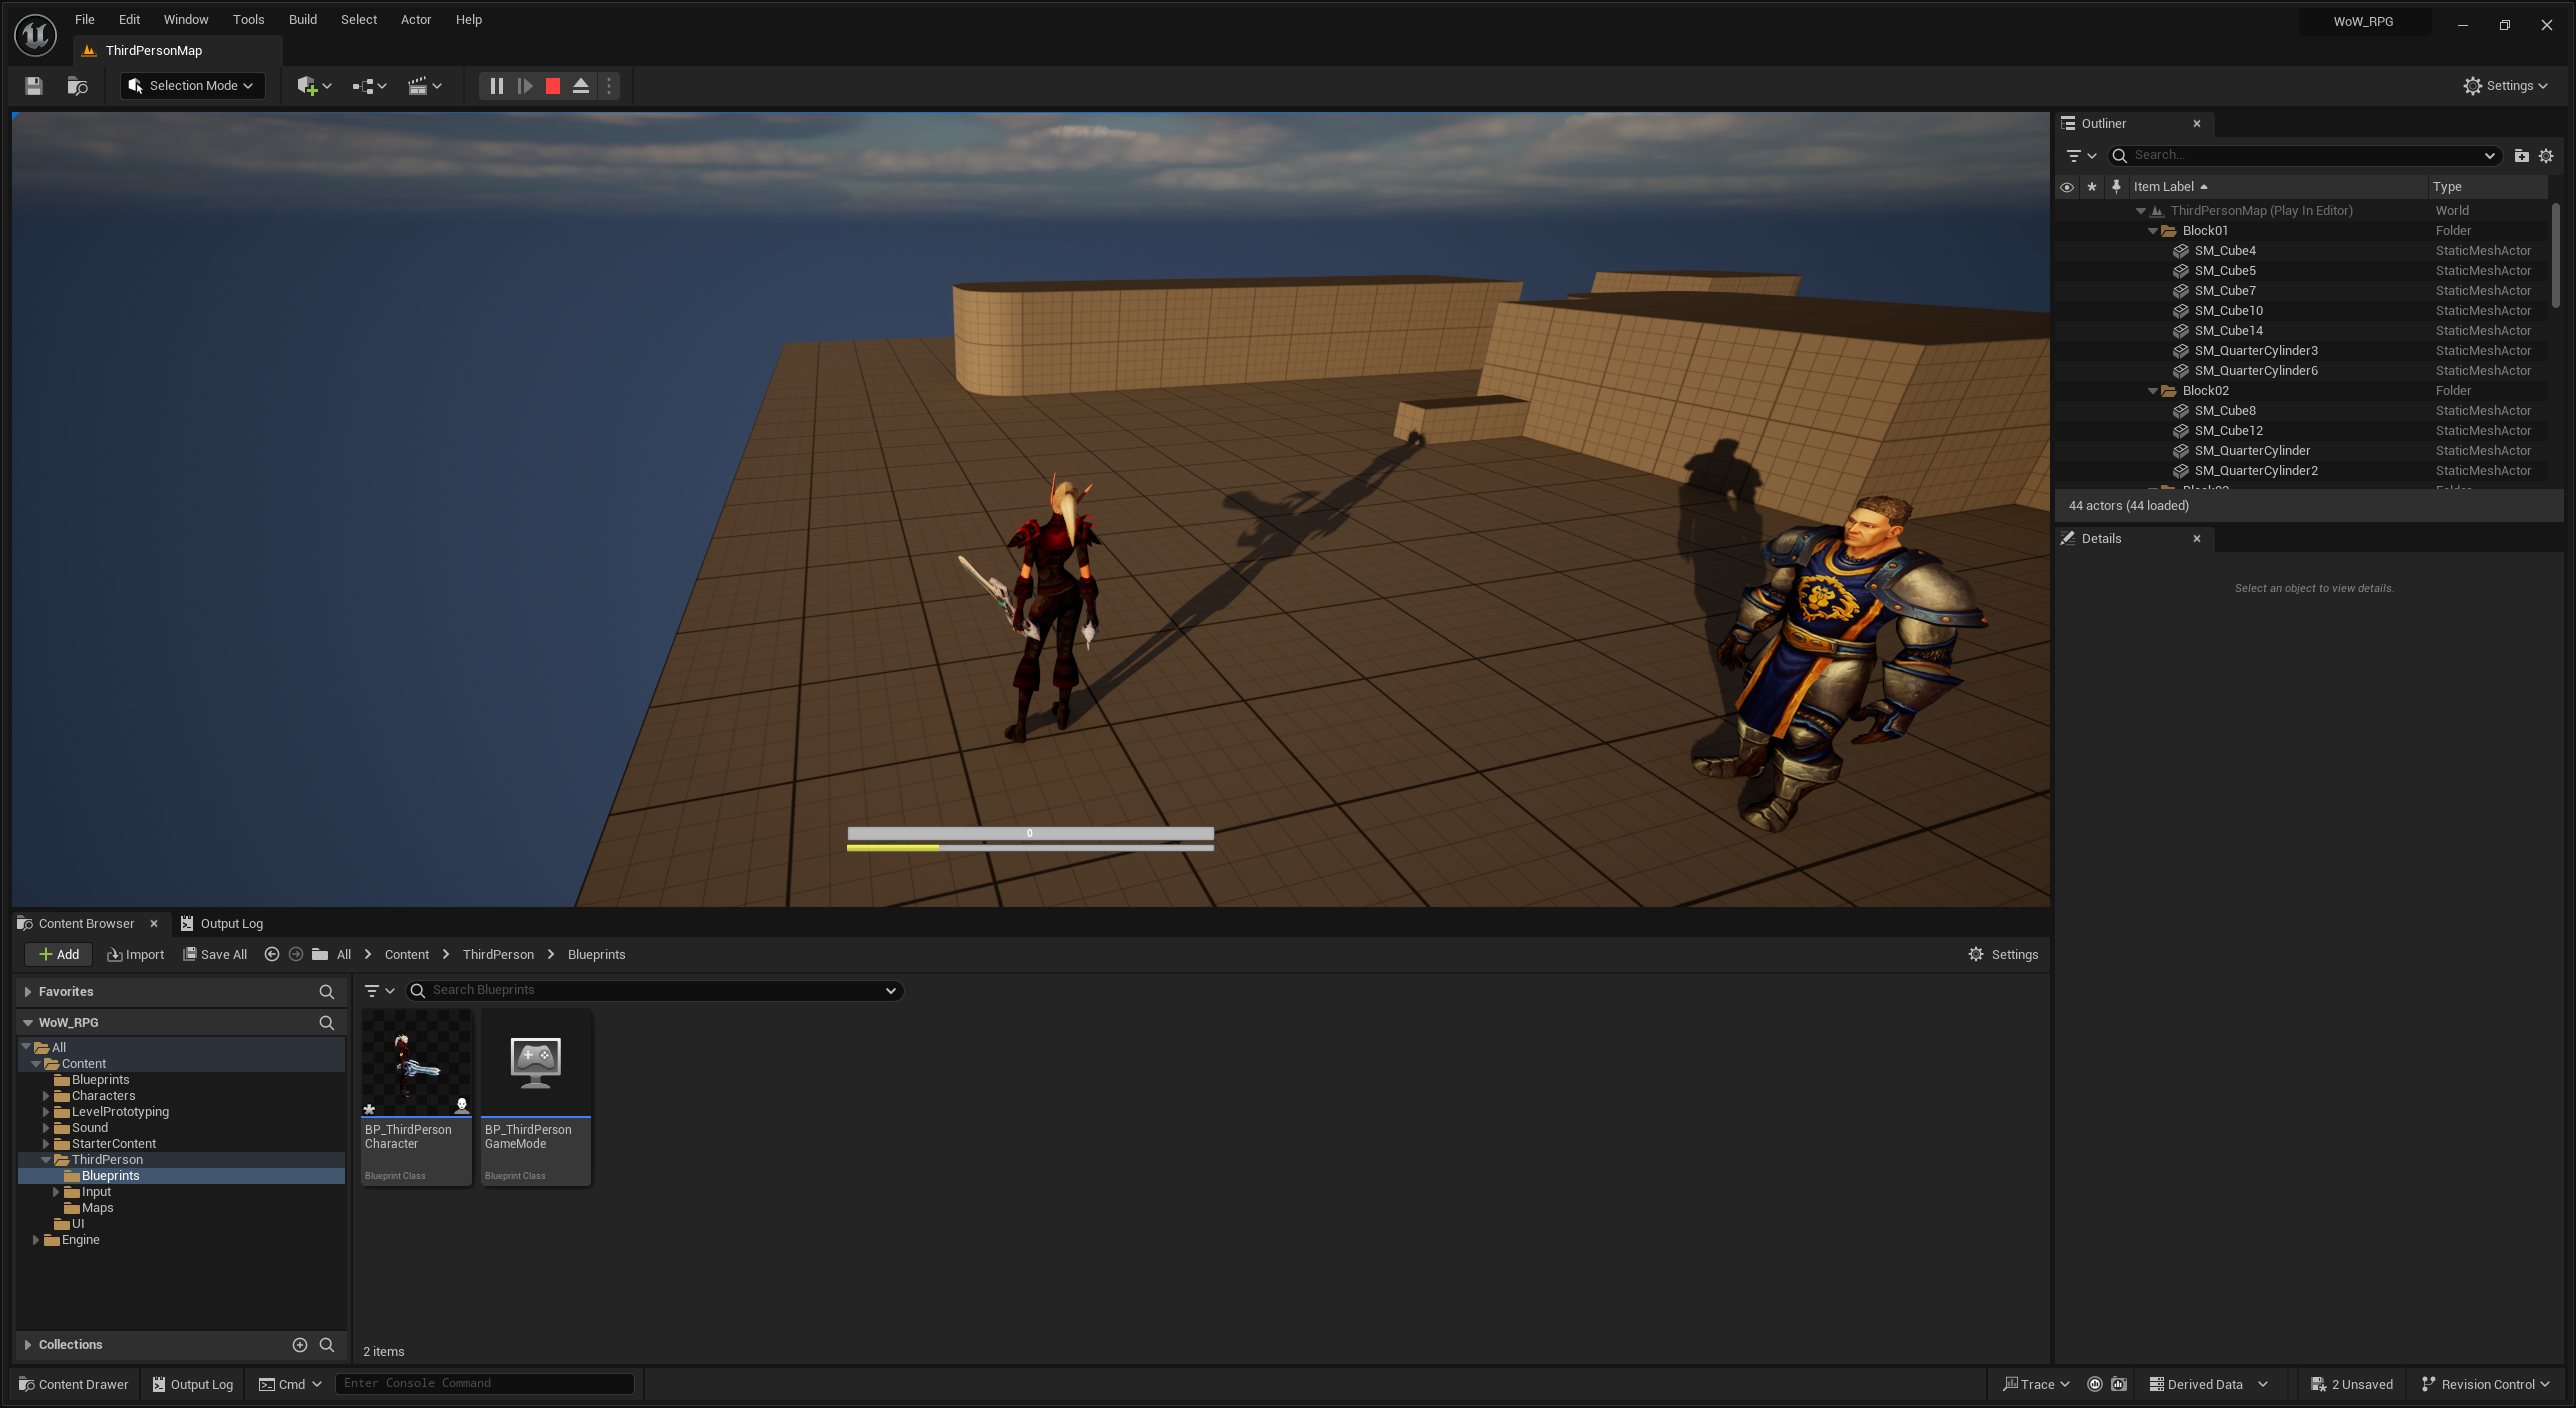 File Edit Window Tools Build Select Actor Help
WoW_RPG
ThirdPersonMap
Selection Mode
Settings
Outliner
Search...
Item Label Type
ThirdPersonMap (Play In Editor) World
Block01 Folder
SM_Cube4 StaticMeshActor
SM_Cube5 StaticMeshActor
SM_Cube7 StaticMeshActor
SM_Cube10 StaticMeshActor
SM_Cube14 StaticMeshActor
SM_QuarterCylinder3 StaticMeshActor
SM_QuarterCylinder6 StaticMeshActor
Block02 Folder
SM_Cube8 StaticMeshActor
SM_Cube12 StaticMeshActor
SM_QuarterCylinder StaticMeshActor
SM_QuarterCylinder2 StaticMeshActor
44 actors (44 loaded)
Details
Select an object to view details.
0
Content Browser Output Log
Add Import Save All All Content ThirdPerson Blueprints Settings
Favorites
Search Blueprints
WoW_RPG
All
Content
Blueprints
Characters
LevelPrototyping
Sound
StarterContent
ThirdPerson
Blueprints
Input
Maps
UI
Engine
BP_ThirdPerson
Character
Blueprint Class
BP_ThirdPerson
GameMode
Blueprint Class
Collections
2 items
Content Drawer Output Log Cmd Enter Console Command Trace Derived Data 2 Unsaved Revision Control